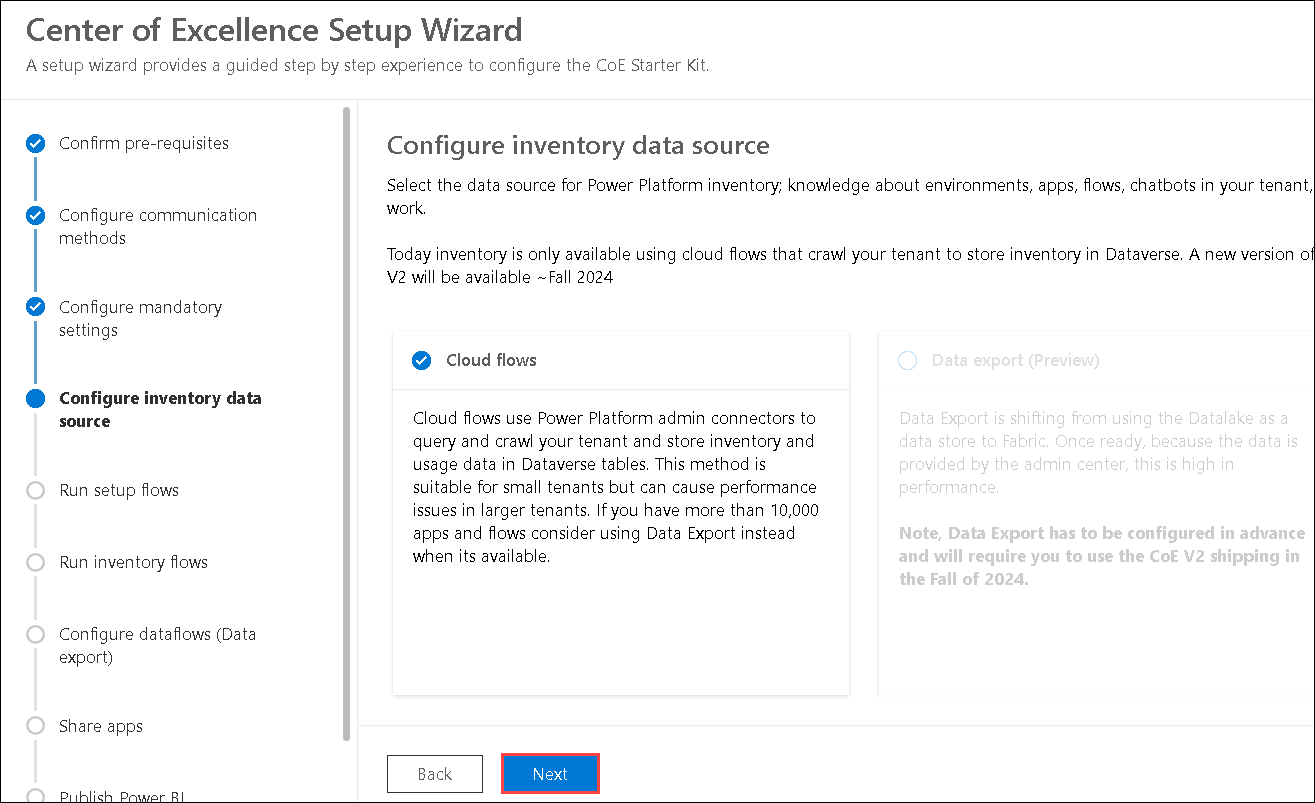 Center of Excellence Setup Wizard
A setup wizard provides a guided step by step experience to configure the CoE Starter Kit.
Confirm pre-requisites
Configure communication
methods
Configure mandatory
settings
Configure inventory data
source
Run setup flows
Run inventory flows
Configure dataflows (Data
export)
Share apps
Publish Power BI
Configure inventory data source
Select the data source for Power Platform inventory; knowledge about environments, apps, flows, chatbots in your tenant,
work.
Today inventory is only available using cloud flows that crawl your tenant to store inventory in Dataverse. A new version of
V2 will be available ~Fall 2024
Cloud flows
Cloud flows use Power Platform admin connectors to
query and crawl your tenant and store inventory and
usage data in Dataverse tables. This method is
suitable for small tenants but can cause performance
issues in larger tenants. If you have more than 10,000
apps and flows consider using Data Export instead
when its available.
Data export (Preview)
Data Export is shifting from using the Datalake as a
data store to Fabric. Once ready, because the data is
provided by the admin center, this is high in
performance.
Note, Data Export has to be configured in advance
and will require you to use the CoE V2 shipping in
the Fall of 2024.
Back
Next